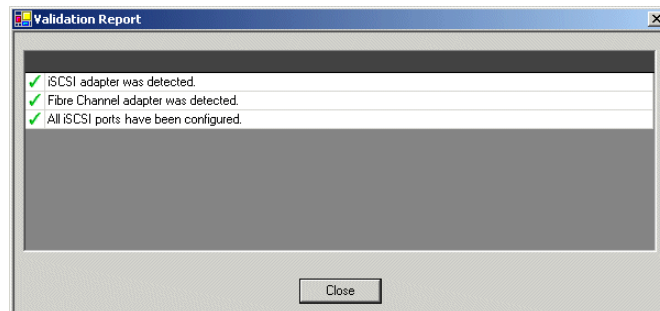 Validation Report
iSCSI adapter was detected.
Fibre Channel adapter was detected.
All iSCSI ports have been configured.
Close